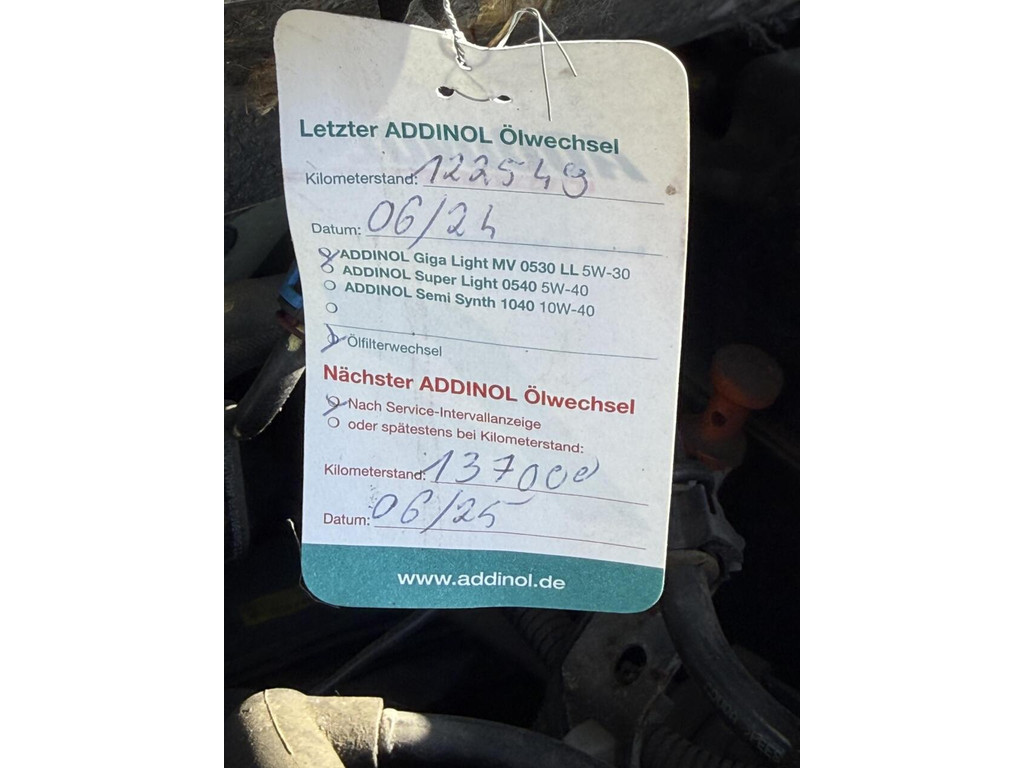 Letzter ADDINOL Ölwechsel
Kilometerstand: 122549
Datum: 06/24
ADDINOL Giga Light MV 0530 LL 5W-30
ADDINOL Super Light 0540 5W-40
ADDINOL Semi Synth 1040 10W-40
Ölfilterwechsel
Nächster ADDINOL Ölwechsel
Nach Service-Intervallanzeige
oder spätestens bei Kilometerstand:
Kilometerstand: 137000
Datum: 06/25
www.addinol.de